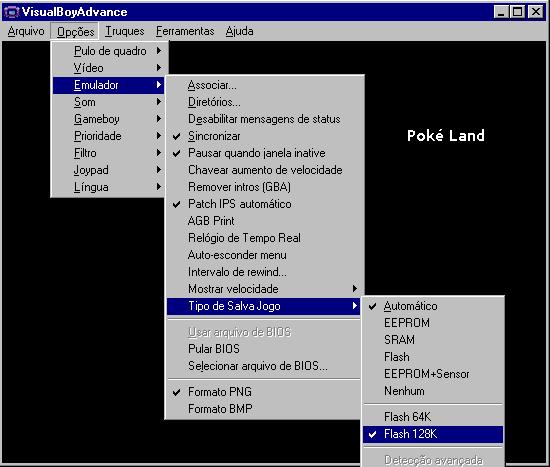 VisualBoyAdvance
Arquivo Opções Truques Ferramentas Ajuda
Pulo de quadro
Vídeo
Emulador
Som
Gameboy
Prioridade
Filtro
Joypad
Língua
Associar...
Diretórios...
Desabilitar mensagens de status
Sincronizar
Pausar quando janela inative
Chavear aumento de velocidade
Remover intros (GBA)
Patch IPS automático
AGB Print
Relógio de Tempo Real
Auto-esconder menu
Intervalo de rewind...
Mostrar velocidade
Tipo de Salva Jogo
Usar arquivo de BIOS
Pular BIOS
Selecionar arquivo de BIOS...
Formato PNG
Formato BMP
Poké Land
Automático
EEPROM
SRAM
Flash
EEPROM+Sensor
Nenhum
Flash 64K
Flash 128K
Detecção avançada